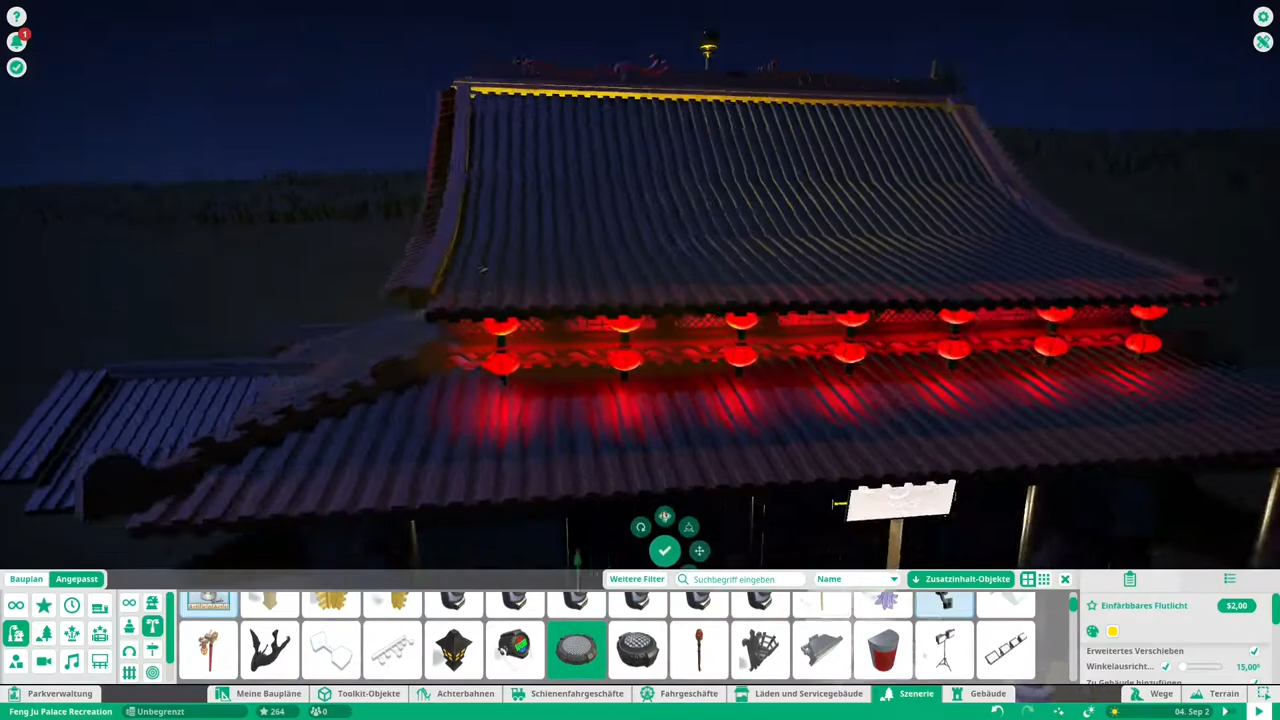 ?
1
Bauplan
Angepasst
Weitere Filter
Suchbegriff eingeben
Name
Zusatzinhalt-Objekte
Einfärbbares Flutlicht
$2,00
Erweitertes Verschieben
Winkelausricht...
15,00°
Parkverwaltung
Meine Baupläne
Toolkit-Objekte
Achterbahnen
Schienenfahrgeschäfte
Fahrgeschäfte
Läden und Servicegebäude
Szenerie
Gebäude
Wege
Terrain
Feng Ju Palace Recreation
Unbegrenzt
264
0
04. Sep 2